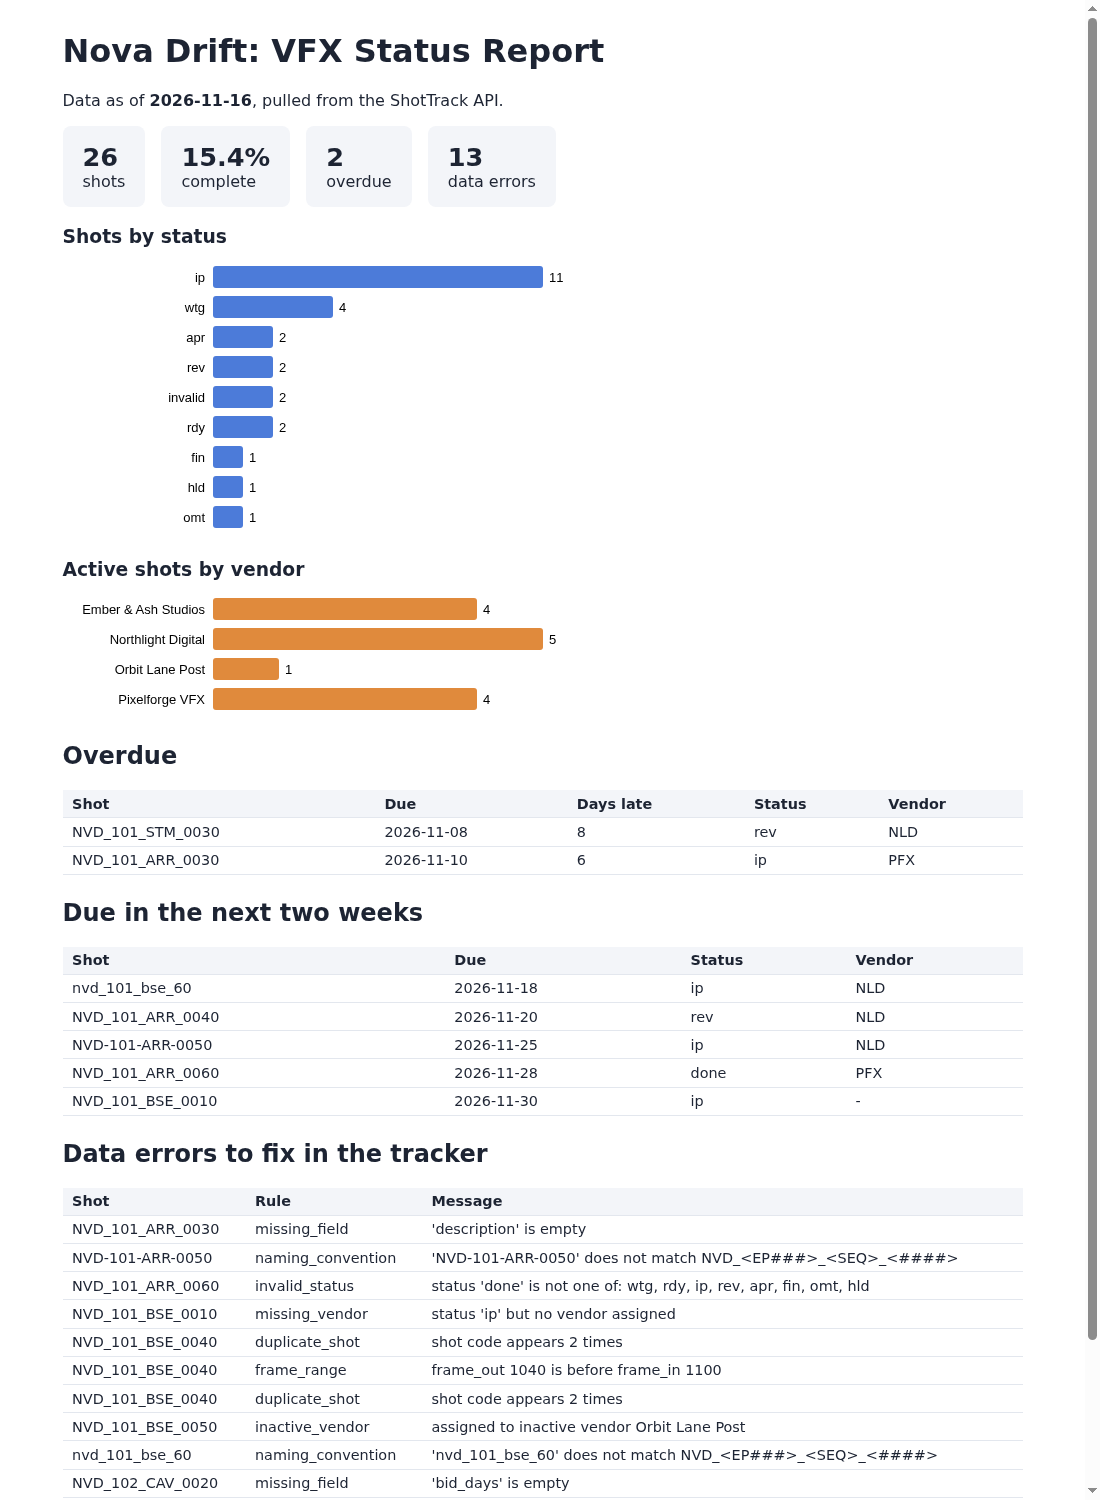 Nova Drift: VFX Status Report
Data as of 2026-11-16, pulled from the ShotTrack API.
26 15.4% 2 13
shots complete overdue data errors
Shots by status
ip 11
wtg 4
apr 2
rev 2
invalid 2
rdy 2
fin 1
hld 1
omt 1
Active shots by vendor
Ember & Ash Studios 4
Northlight Digital 5
Orbit Lane Post 1
Pixelforge VFX 4
Overdue
Shot Due Days late Status Vendor
NVD_101_STM_0030 2026-11-08 8 rev NLD
NVD_101_ARR_0030 2026-11-10 6 ip PFX
Due in the next two weeks
Shot Due Status Vendor
nvd_101_bse_60 2026-11-18 ip NLD
NVD_101_ARR_0040 2026-11-20 rev NLD
NVD-101-ARR-0050 2026-11-25 ip NLD
NVD_101_ARR_0060 2026-11-28 done PFX
NVD_101_BSE_0010 2026-11-30 ip -
Data errors to fix in the tracker
Shot Rule Message
NVD_101_ARR_0030 missing_field 'description' is empty
NVD-101-ARR-0050 naming_convention 'NVD-101-ARR-0050' does not match NVD_<EP###>_<SEQ>_<####>
NVD_101_ARR_0060 invalid_status status 'done' is not one of: wtg, rdy, ip, rev, apr, fin, omt, hld
NVD_101_BSE_0010 missing_vendor status 'ip' but no vendor assigned
NVD_101_BSE_0040 duplicate_shot shot code appears 2 times
NVD_101_BSE_0040 frame_range frame_out 1040 is before frame_in 1100
NVD_101_BSE_0040 duplicate_shot shot code appears 2 times
NVD_101_BSE_0050 inactive_vendor assigned to inactive vendor Orbit Lane Post
nvd_101_bse_60 naming_convention 'nvd_101_bse_60' does not match NVD_<EP###>_<SEQ>_<####>
NVD_102_CAV_0020 missing_field 'bid_days' is empty